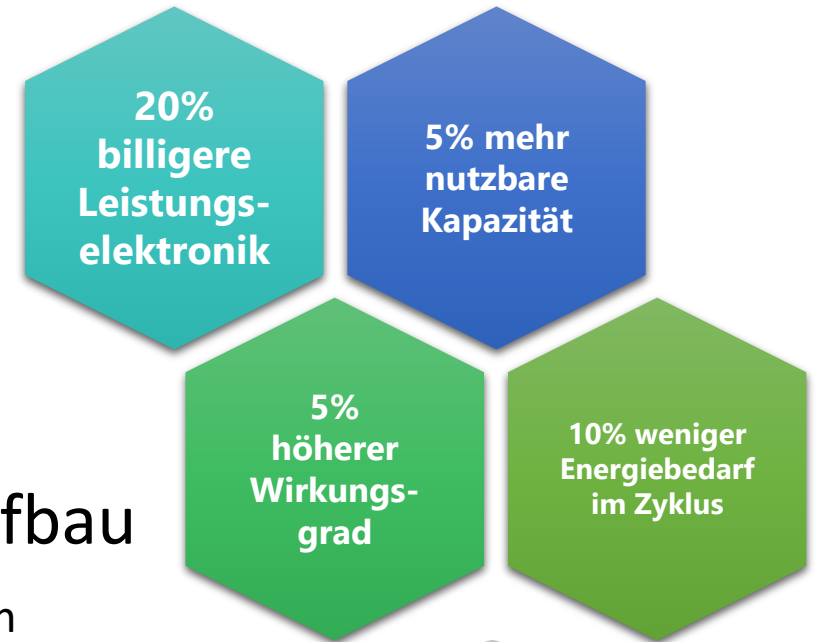 20%
billigere
Leistungs-
elektronik
5% mehr
nutzbare
Kapazität
5%
höherer
Wirkungs-
grad
10% weniger
Energiebedarf
im Zyklus
fbau